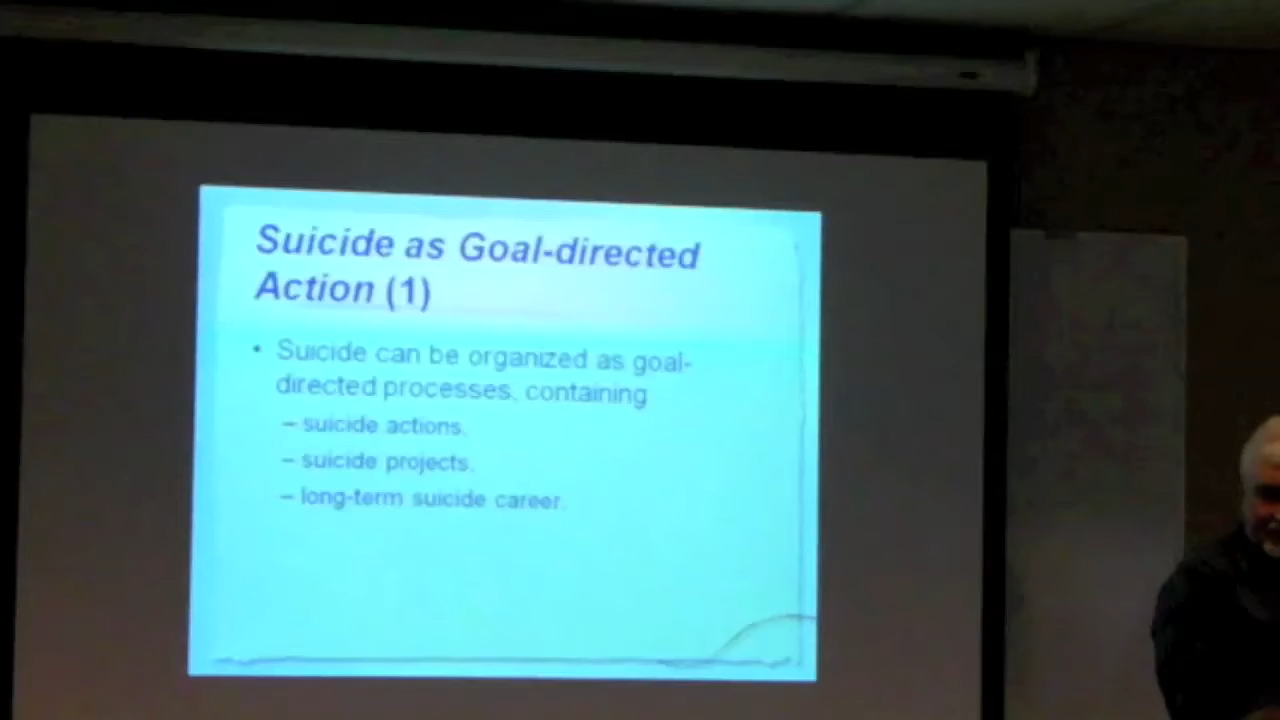 Suicide as Goal-directed
Action (1)
• Suicide can be organized as goal-
directed processes, containing
– suicide actions,
– suicide projects,
– long-term suicide career.